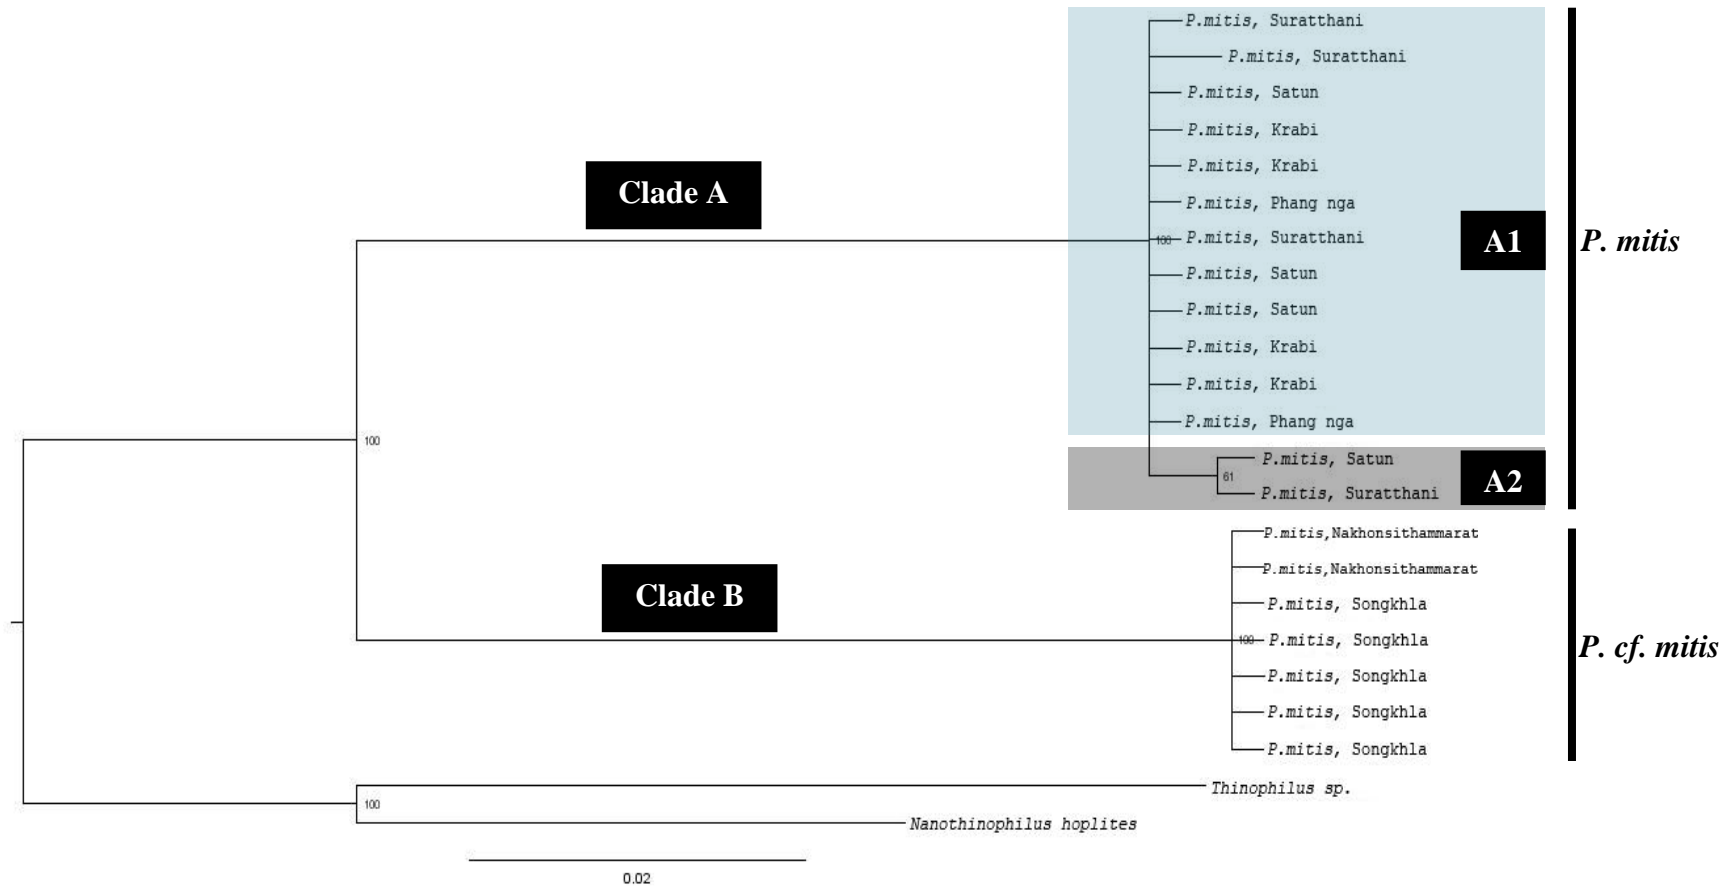 P.mitis, Suratthani
P.mitis, Suratthani
P.mitis, Satun
P.mitis, Krabi
P.mitis, Krabi
Clade A
P.mitis, Phang nga
100 P.mitis, Suratthani
A1
P. mitis
P.mitis, Satun
P.mitis, Satun
P.mitis, Krabi
P.mitis, Krabi
P.mitis, Phang nga
100
P.mitis, Satun
61
A2
P.mitis, Suratthani
P.mitis,Nakhonsithammarat
P.mitis,Nakhonsithammarat
Clade B
P.mitis, Songkhla
100 P.mitis, Songkhla
P. cf. mitis
P.mitis, Songkhla
P.mitis, Songkhla
P.mitis, Songkhla
Thinophilus sp.
100
Nanothinophilus hoplites
0.02